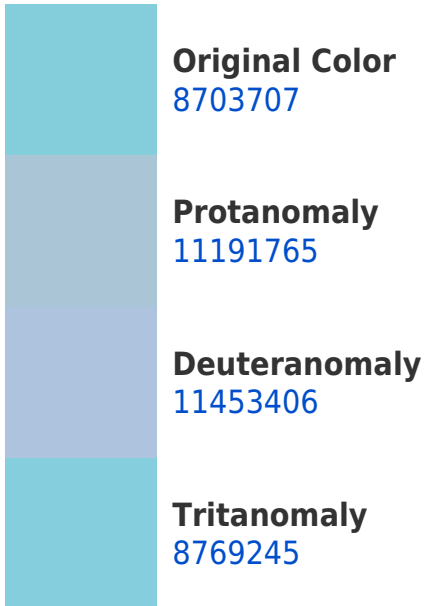 Original Color
8703707
Protanomaly
11191765
Deuteranomaly
11453406
Tritanomaly
8769245